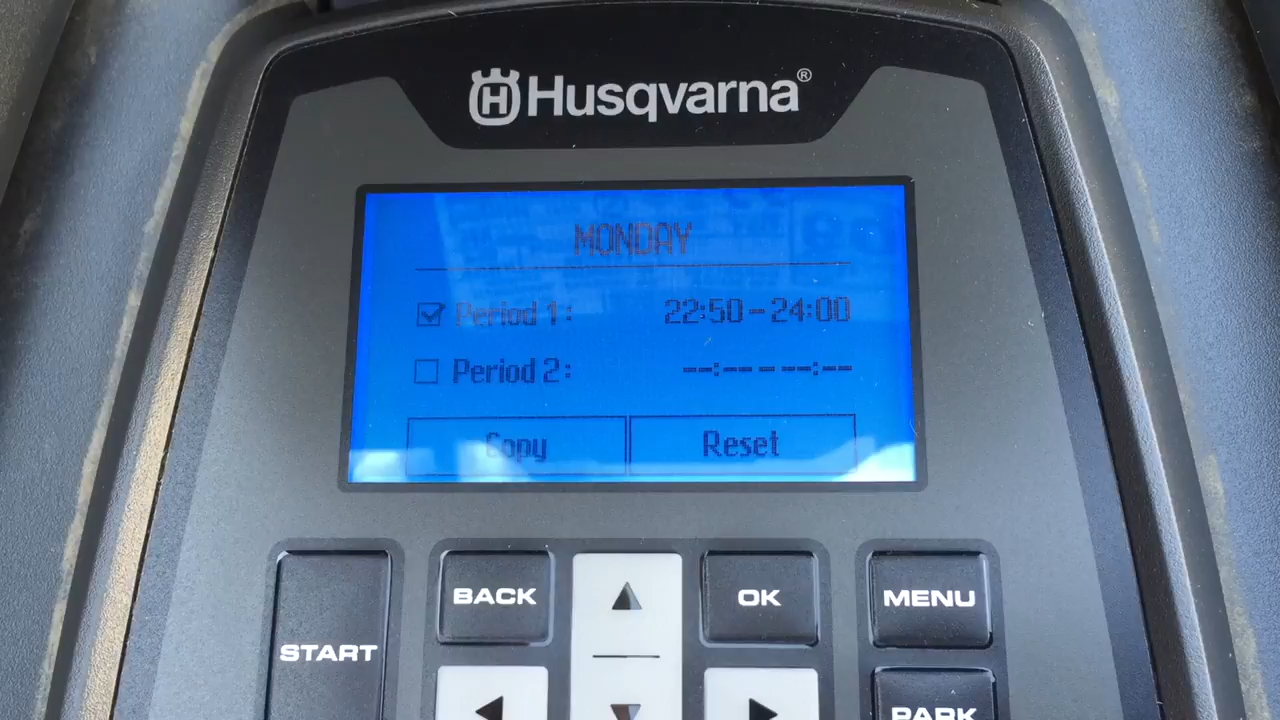 Husqvarna®
MONDAY
Period 1: 22:50-24:00
Period 2: --:-- - --:--
Copy Reset
START BACK OK MENU
PARK